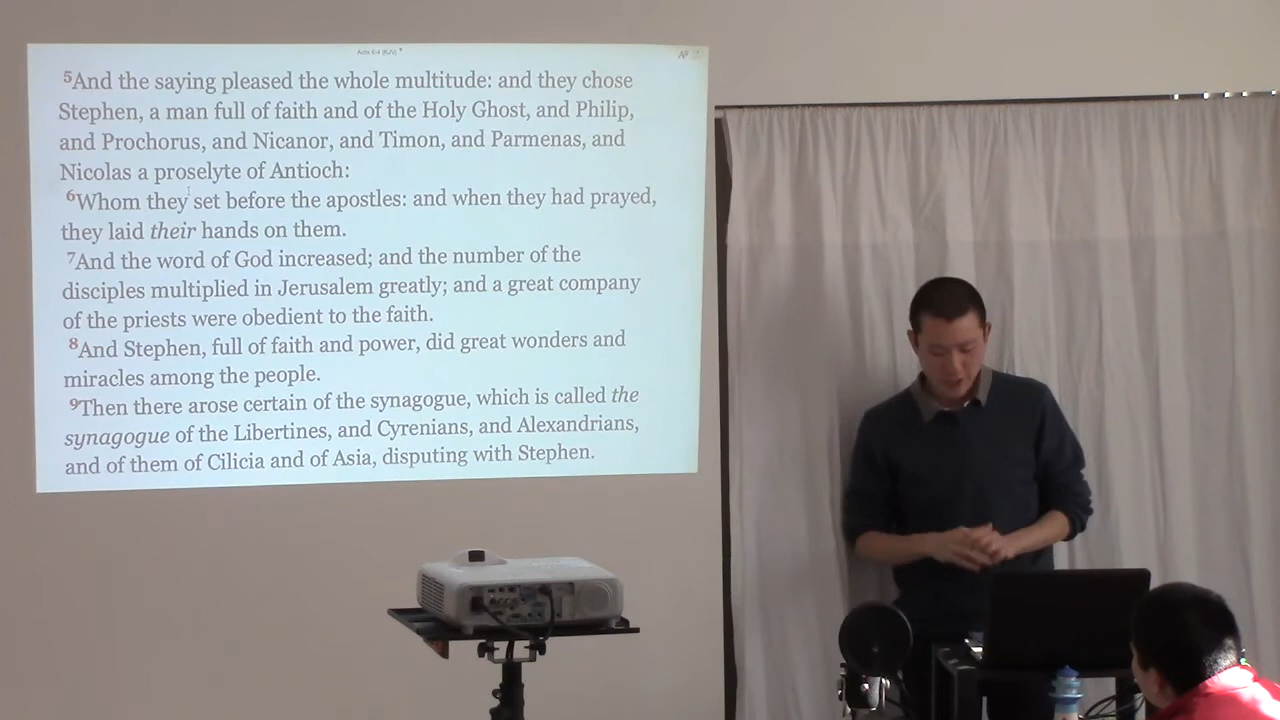 Acts 6:4 (KJV)
5And the saying pleased the whole multitude: and they chose
Stephen, a man full of faith and of the Holy Ghost, and Philip,
and Prochorus, and Nicanor, and Timon, and Parmenas, and
Nicolas a proselyte of Antioch:
6Whom they set before the apostles: and when they had prayed,
they laid their hands on them.
7And the word of God increased; and the number of the
disciples multiplied in Jerusalem greatly; and a great company
of the priests were obedient to the faith.
8And Stephen, full of faith and power, did great wonders and
miracles among the people.
9Then there arose certain of the synagogue, which is called the
synagogue of the Libertines, and Cyrenians, and Alexandrians,
and of them of Cilicia and of Asia, disputing with Stephen.